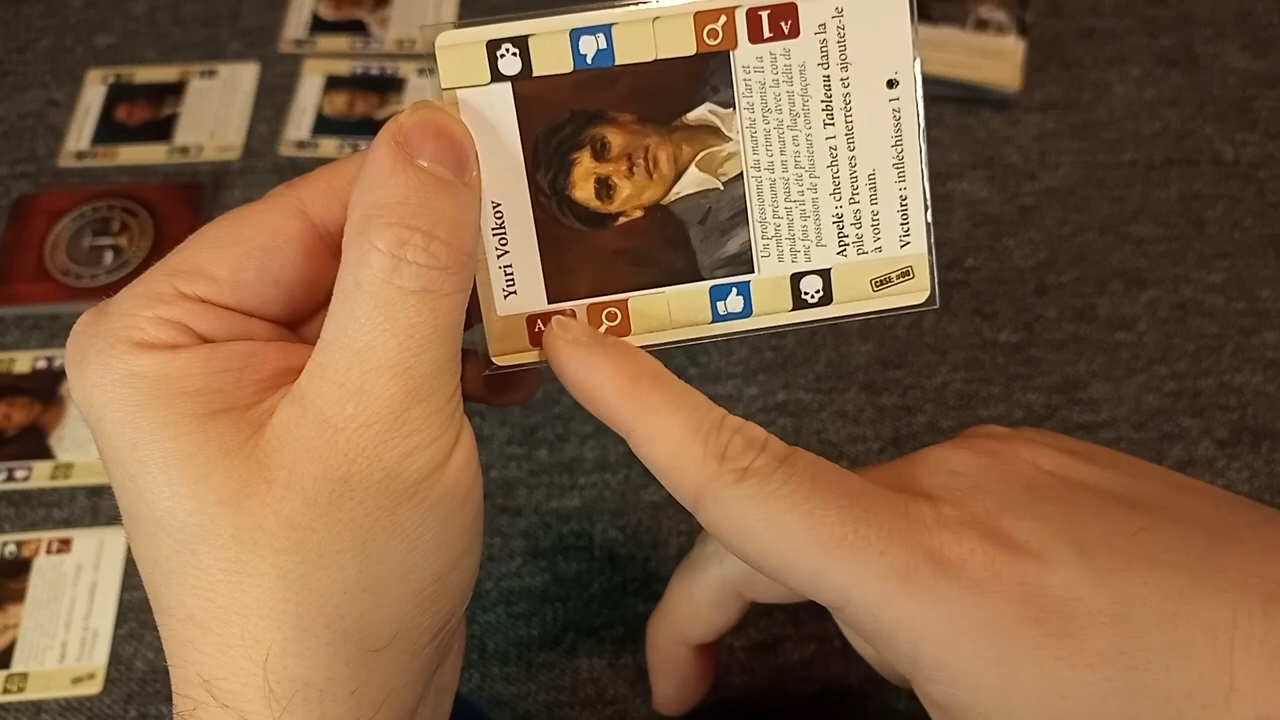 Yuri Volkov
A
A 1
Un professionnel du marché de l'art et
membre présumé du crime organisé. Il a
rapidement passé un marché avec la cour
une fois qu'il a été pris en flagrant délit de
possession de plusieurs contrefaçons.
Appelé : cherchez 1 Tableau dans la
pile des Preuves enterrées et ajoutez-le
à votre main.
Victoire : infléchissez 1 .
CASE: #00